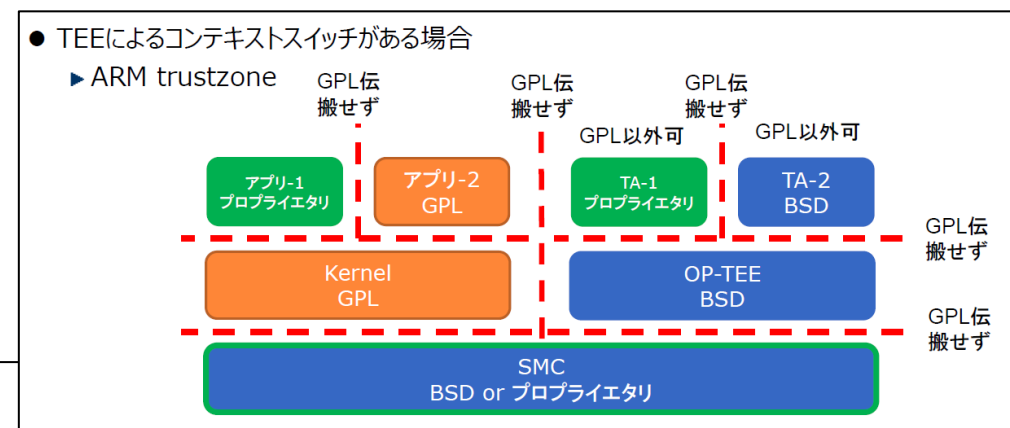 ● TEEによるコンテキストスイッチがある場合
▶ ARM trustzone
GPL伝
搬せず
GPL伝
搬せず
GPL伝
搬せず
GPL以外可
GPL以外可
アプリ-1
プロプライエタリ
アプリ-2
GPL
TA-1
プロプライエタリ
TA-2
BSD
GPL伝
搬せず
Kernel
GPL
OP-TEE
BSD
GPL伝
搬せず
SMC
BSD or プロプライエタリ